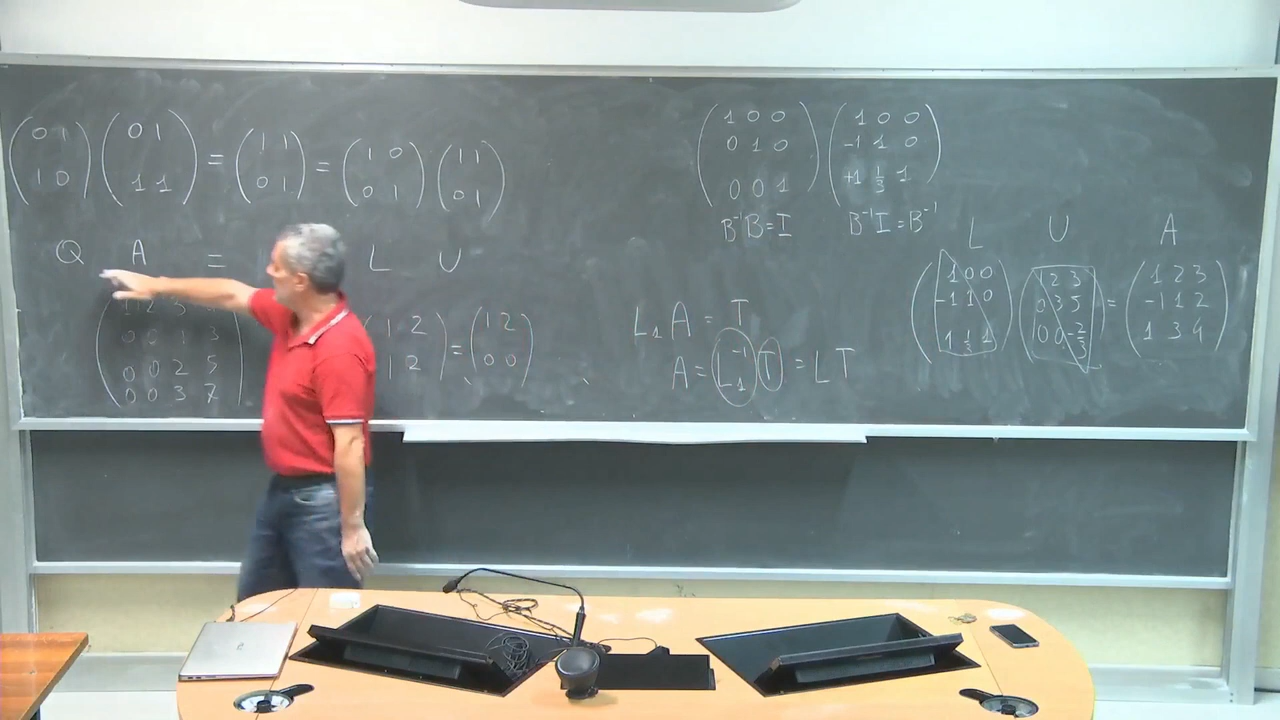 0 1 0 1 1 1 1 0 1 1
= =
1 0 1 1 0 1 0 1 0 1
Q A = L U
0 0 1 3
0 0 2 5
0 0 3 7
1 2 = 1 2
1 2 0 0
1 0 0 1 0 0
0 1 0 -1 1 0
0 0 1 +1 1/3 1
B⁻¹B=I B⁻¹I=B⁻¹
L₁A = T
A = L₁⁻¹ T = LT
L U A
1 0 0 1 2 3 1 2 3
-1 1 0 0 3 5 = -1 1 2
1 1/3 1 0 0 -2/3 1 3 4